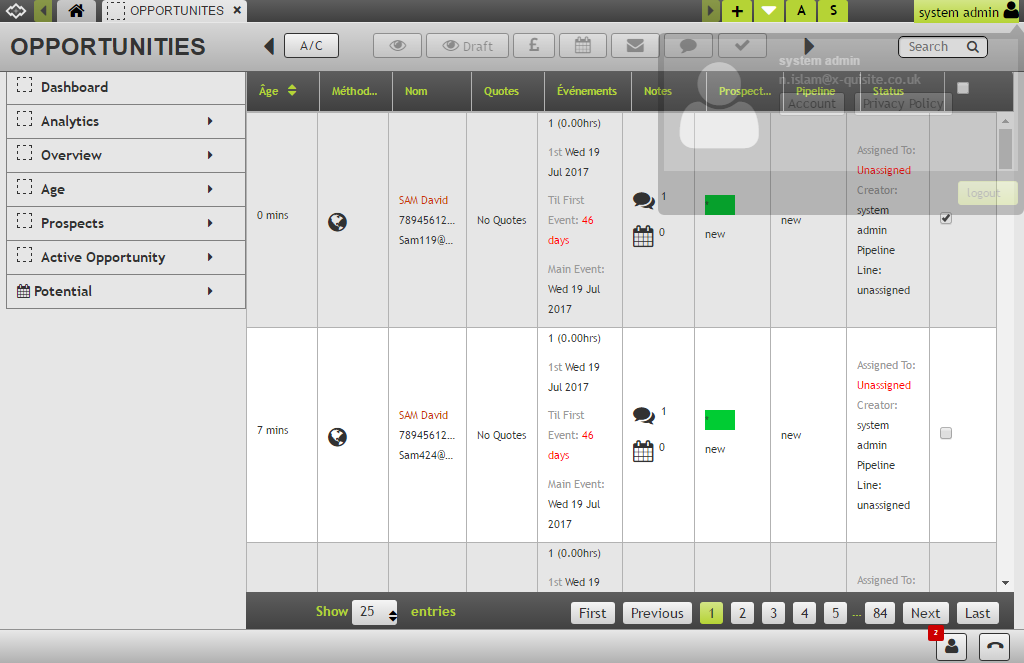 OPPORTUNITES ×
+ A S
system admin
OPPORTUNITIES
A/C
Draft
£
Search
system admin
n.islam@x-quisite.co.uk
Account
Privacy Policy
logout
Dashboard
Analytics
Overview
Age
Prospects
Active Opportunity
Potential
Âge
Méthod...
Nom
Quotes
Événements
Notes
Prospect...
Pipeline
Status
0 mins
SAM David
78945612...
Sam119@...
No Quotes
1 (0.00hrs)
1st Wed 19
Jul 2017
Til First
Event: 46
days
Main Event:
Wed 19 Jul
2017
1
0
new
new
Assigned To:
Unassigned
Creator:
system
admin
Pipeline
Line:
unassigned
7 mins
SAM David
78945612...
Sam424@...
No Quotes
1 (0.00hrs)
1st Wed 19
Jul 2017
Til First
Event: 46
days
Main Event:
Wed 19 Jul
2017
1
0
new
new
Assigned To:
Unassigned
Creator:
system
admin
Pipeline
Line:
unassigned
1 (0.00hrs)
1st Wed 19
Assigned To:
Show 25 entries
First Previous 1 2 3 4 5 ... 84 Next Last
z